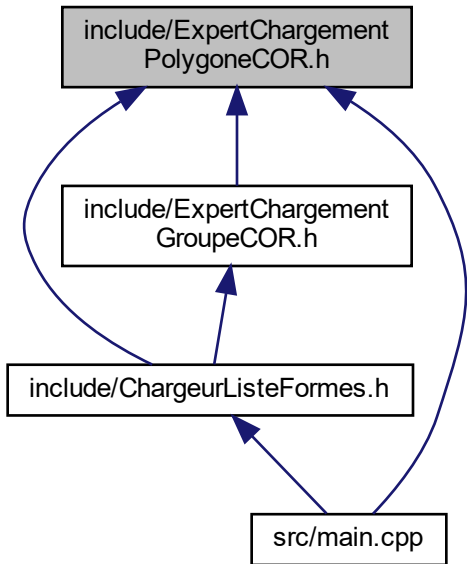 include/ExpertChargement
PolygoneCOR.h
include/ExpertChargement
GroupeCOR.h
include/ChargeurListeFormes.h
src/main.cpp